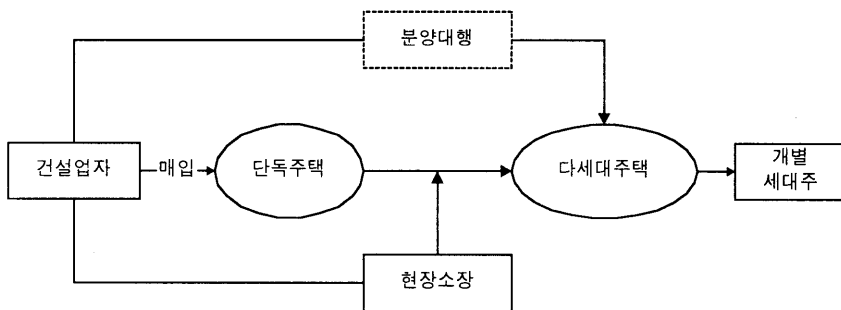 분양대행
건설업자
매입
단독주택
다세대주택
개별
세대주
현장소장